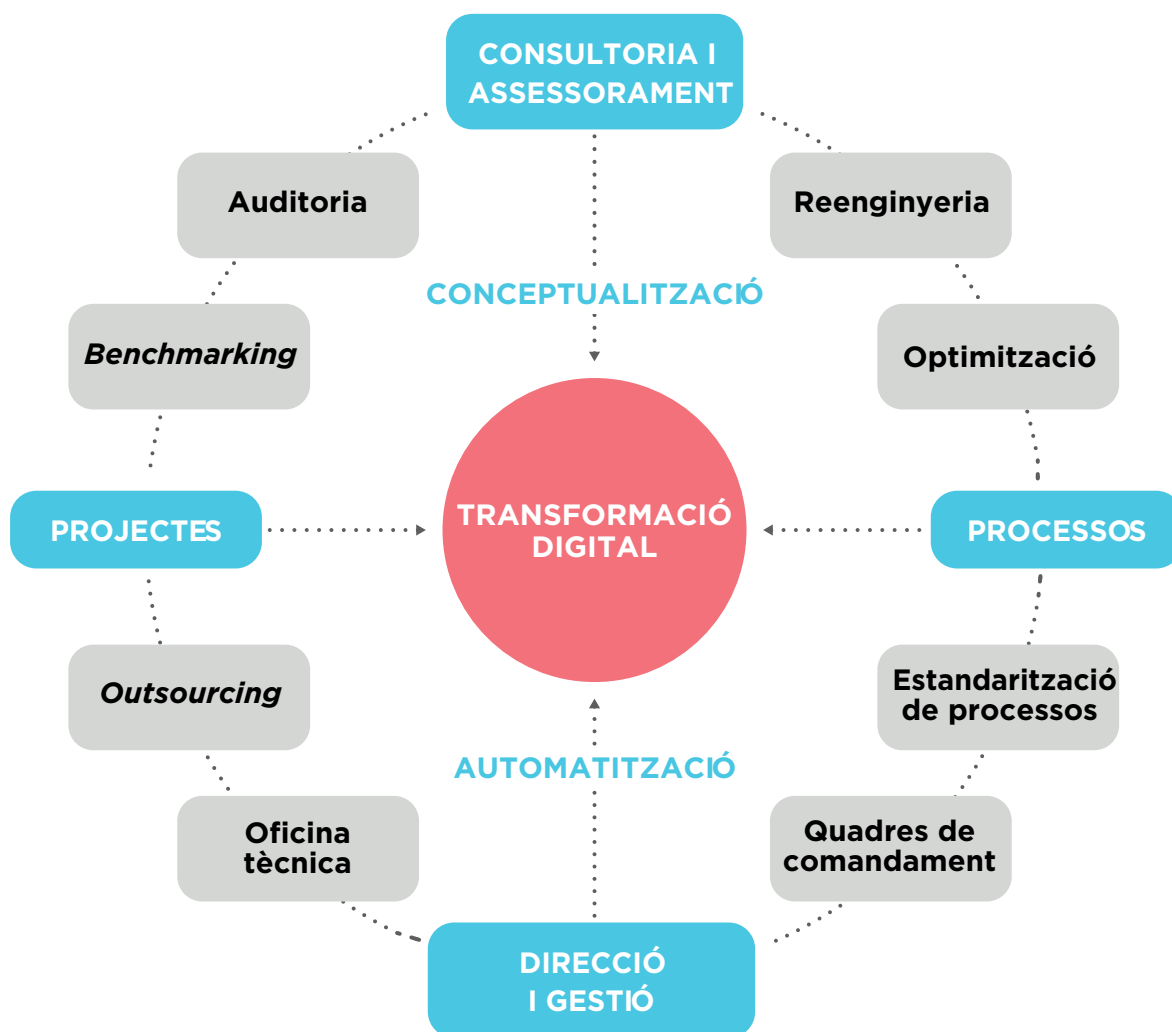 CONSULTORIA I
ASSESSORAMENT
Auditoria
Reenginyeria
CONCEPTUALITZACIÓ
Benchmarking
Optimització
PROJECTES
TRANSFORMACIÓ
DIGITAL
PROCESSOS
Outsourcing
Estandarització
de processos
AUTOMATITZACIÓ
Oficina
tècnica
Quadres de
comandament
DIRECCIÓ
I GESTIÓ